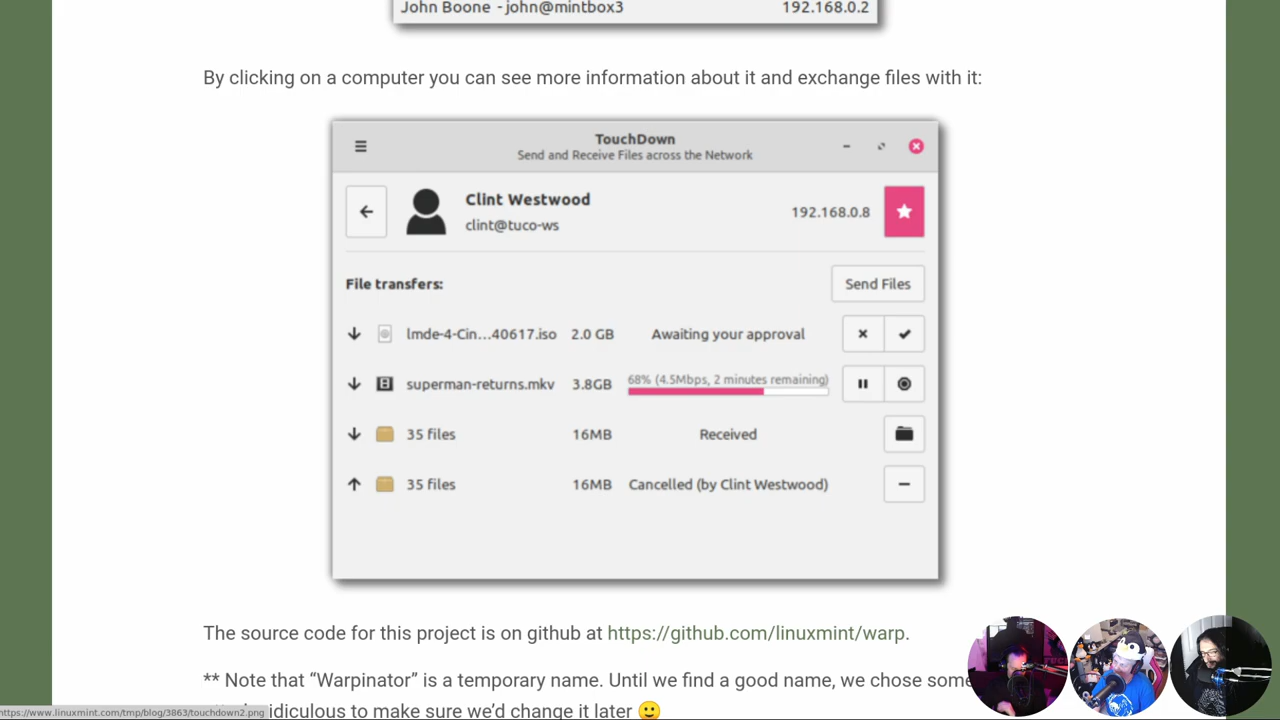 John Boone - john@mintbox3 192.168.0.2
By clicking on a computer you can see more information about it and exchange files with it:
TouchDown
Send and Receive Files across the Network
Clint Westwood
clint@tuco-ws
192.168.0.8
File transfers:
Send Files
lmde-4-Cin...40617.iso 2.0 GB Awaiting your approval
superman-returns.mkv 3.8GB 68% (4.5Mbps, 2 minutes remaining)
35 files 16MB Received
35 files 16MB Cancelled (by Clint Westwood)
The source code for this project is on github at https://github.com/linuxmint/warp.
** Note that “Warpinator” is a temporary name. Until we find a good name, we chose some
idiculous to make sure we’d change it later
https://www.linuxmint.com/tmp/blog/3863/touchdown2.png